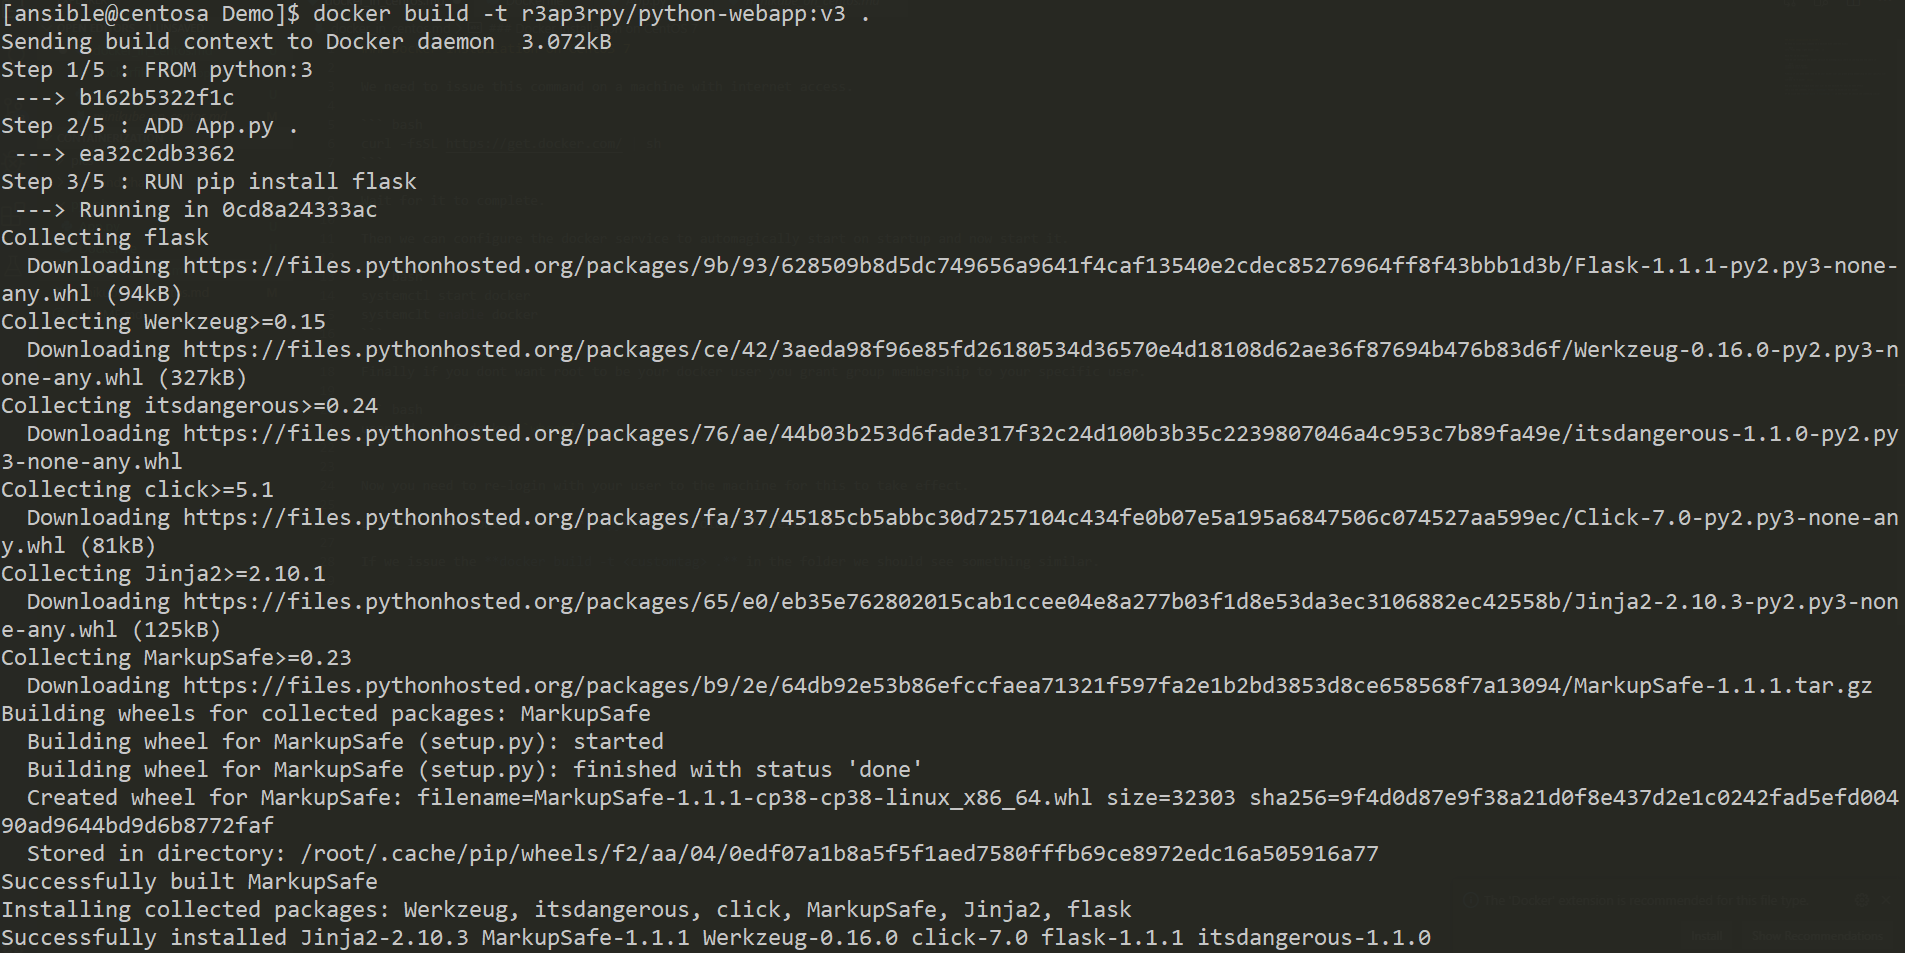 [ansible@centosa Demo]$ docker build -t r3ap3rpy/python-webapp:v3 .
Sending build context to Docker daemon  3.072kB
Step 1/5 : FROM python:3
 ---> b162b5322f1c
Step 2/5 : ADD App.py .
 ---> ea32c2db3362
Step 3/5 : RUN pip install flask
 ---> Running in 0cd8a24333ac
Collecting flask
  Downloading https://files.pythonhosted.org/packages/9b/93/628509b8d5dc749656a9641f4caf13540e2cdec85276964ff8f43bbb1d3b/Flask-1.1.1-py2.py3-none-
any.whl (94kB)
Collecting Werkzeug>=0.15
  Downloading https://files.pythonhosted.org/packages/ce/42/3aeda98f96e85fd26180534d36570e4d18108d62ae36f87694b476b83d6f/Werkzeug-0.16.0-py2.py3-n
one-any.whl (327kB)
Collecting itsdangerous>=0.24
  Downloading https://files.pythonhosted.org/packages/76/ae/44b03b253d6fade317f32c24d100b3b35c2239807046a4c953c7b89fa49e/itsdangerous-1.1.0-py2.py
3-none-any.whl
Collecting click>=5.1
  Downloading https://files.pythonhosted.org/packages/fa/37/45185cb5abbc30d7257104c434fe0b07e5a195a6847506c074527aa599ec/Click-7.0-py2.py3-none-an
y.whl (81kB)
Collecting Jinja2>=2.10.1
  Downloading https://files.pythonhosted.org/packages/65/e0/eb35e762802015cab1ccee04e8a277b03f1d8e53da3ec3106882ec42558b/Jinja2-2.10.3-py2.py3-non
e-any.whl (125kB)
Collecting MarkupSafe>=0.23
  Downloading https://files.pythonhosted.org/packages/b9/2e/64db92e53b86efccfaea71321f597fa2e1b2bd3853d8ce658568f7a13094/MarkupSafe-1.1.1.tar.gz
Building wheels for collected packages: MarkupSafe
  Building wheel for MarkupSafe (setup.py): started
  Building wheel for MarkupSafe (setup.py): finished with status 'done'
  Created wheel for MarkupSafe: filename=MarkupSafe-1.1.1-cp38-cp38-linux_x86_64.whl size=32303 sha256=9f4d0d87e9f38a21d0f8e437d2e1c0242fad5efd004
90ad9644bd9d6b8772faf
  Stored in directory: /root/.cache/pip/wheels/f2/aa/04/0edf07a1b8a5f5f1aed7580fffb69ce8972edc16a505916a77
Successfully built MarkupSafe
Installing collected packages: Werkzeug, itsdangerous, click, MarkupSafe, Jinja2, flask
Successfully installed Jinja2-2.10.3 MarkupSafe-1.1.1 Werkzeug-0.16.0 click-7.0 flask-1.1.1 itsdangerous-1.1.0